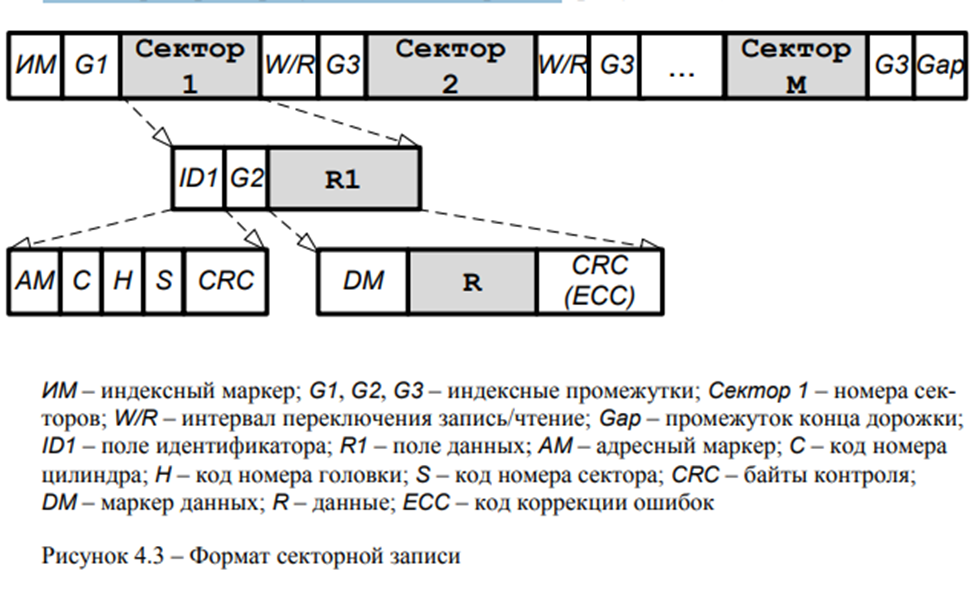 ИМ G1 Сектор 1 W/R G3 Сектор 2 W/R G3 ... Сектор M G3 Gap
ID1 G2 R1
AM C H S CRC DM R CRC (ECC)
ИМ – индексный маркер; G1, G2, G3 – индексные промежутки; Сектор 1 – номера сек-
торов; W/R – интервал переключения запись/чтение; Gap – промежуток конца дорожки;
ID1 – поле идентификатора; R1 – поле данных; AM – адресный маркер; C – код номера
цилиндра; H – код номера головки; S – код номера сектора; CRC – байты контроля;
DM – маркер данных; R – данные; ECC – код коррекции ошибок
Рисунок 4.3 – Формат секторной записи